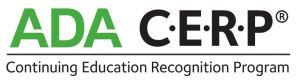 ADA C·E·R·P®
Continuing Education Recognition Program